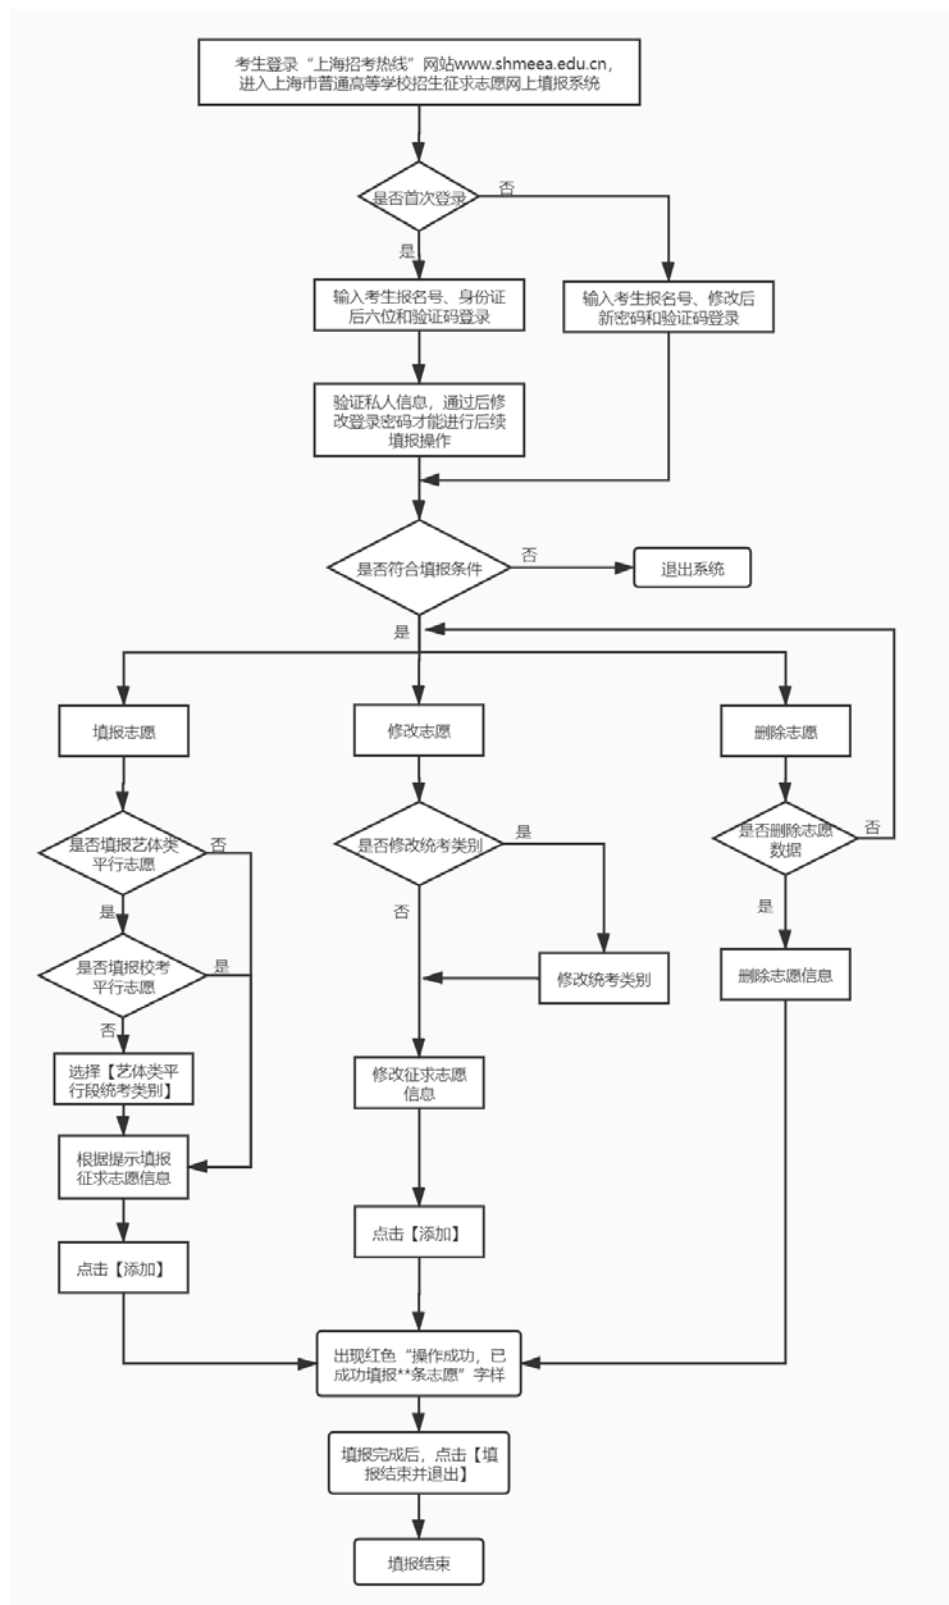 考生登录“上海招考热线”网站www.shmeea.edu.cn，
进入上海市普通高等学校招生征求志愿网上填报系统
是否首次登录
否
是
输入考生报名号、身份证
后六位和验证码登录
输入考生报名号、修改后
新密码和验证码登录
验证私人信息，通过后修
改登录密码才能进行后续
填报操作
是否符合填报条件
否
退出系统
是
填报志愿
修改志愿
删除志愿
是否填报艺体类
平行志愿
否
是
是否填报校考
平行志愿
是
否
选择【艺体类平
行段统考类别】
根据提示填报
征求志愿信息
点击【添加】
是否修改统考类别
是
否
修改统考类别
修改征求志愿
信息
点击【添加】
是否删除志愿
数据
否
是
删除志愿信息
出现红色“操作成功，已
成功填报**条志愿”字样
填报完成后，点击【填
报结束并退出】
填报结束